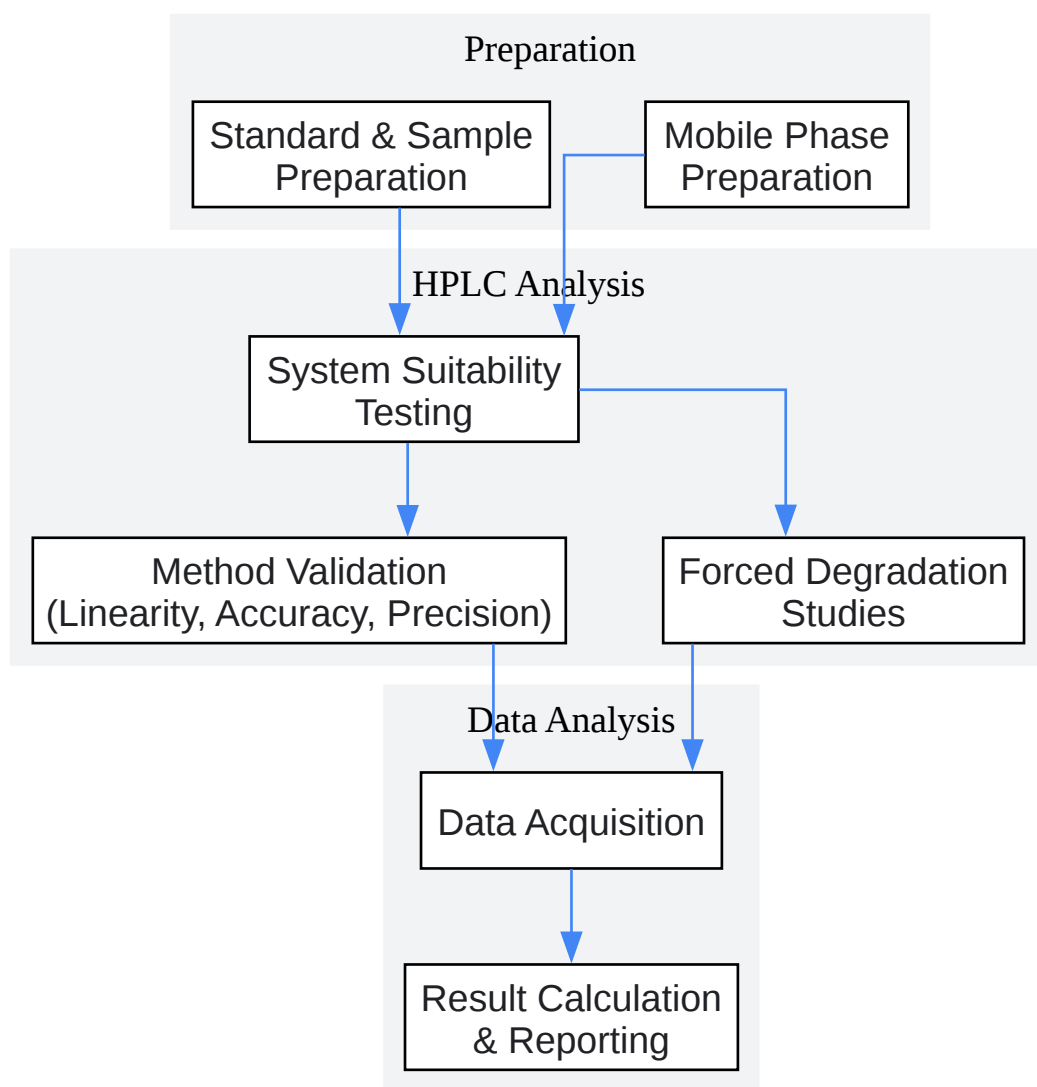 Preparation
Standard & Sample
Preparation
Mobile Phase
Preparation
HPLC Analysis
System Suitability
Testing
Method Validation
(Linearity, Accuracy, Precision)
Forced Degradation
Studies
Data Analysis
Data Acquisition
Result Calculation
& Reporting